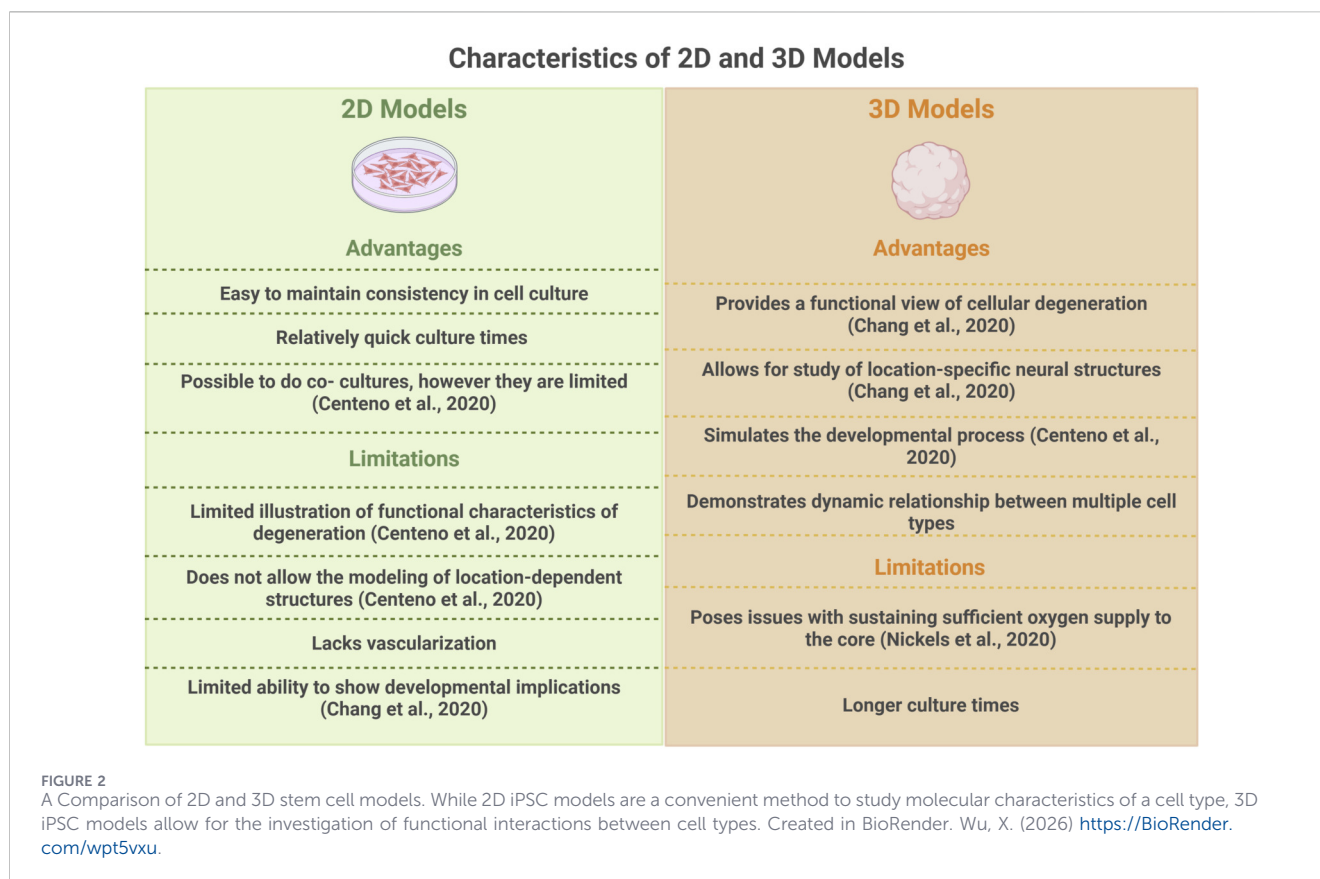 Characteristics of 2D and 3D Models
2D Models
Advantages
Easy to maintain consistency in cell culture
Relatively quick culture times
Possible to do co- cultures, however they are limited
(Centeno et al., 2020)
Limitations
Limited illustration of functional characteristics of
degeneration (Centeno et al., 2020)
Does not allow the modeling of location-dependent
structures (Centeno et al., 2020)
Lacks vascularization
Limited ability to show developmental implications
(Chang et al., 2020)
3D Models
Advantages
Provides a functional view of cellular degeneration
(Chang et al., 2020)
Allows for study of location-specific neural structures
(Chang et al., 2020)
Simulates the developmental process (Centeno et al.,
2020)
Demonstrates dynamic relationship between multiple cell
types
Limitations
Poses issues with sustaining sufficient oxygen supply to
the core (Nickels et al., 2020)
Longer culture times
FIGURE 2
A Comparison of 2D and 3D stem cell models. While 2D iPSC models are a convenient method to study molecular characteristics of a cell type, 3D
iPSC models allow for the investigation of functional interactions between cell types. Created in BioRender. Wu, X. (2026) https://BioRender.
com/wpt5vxu.